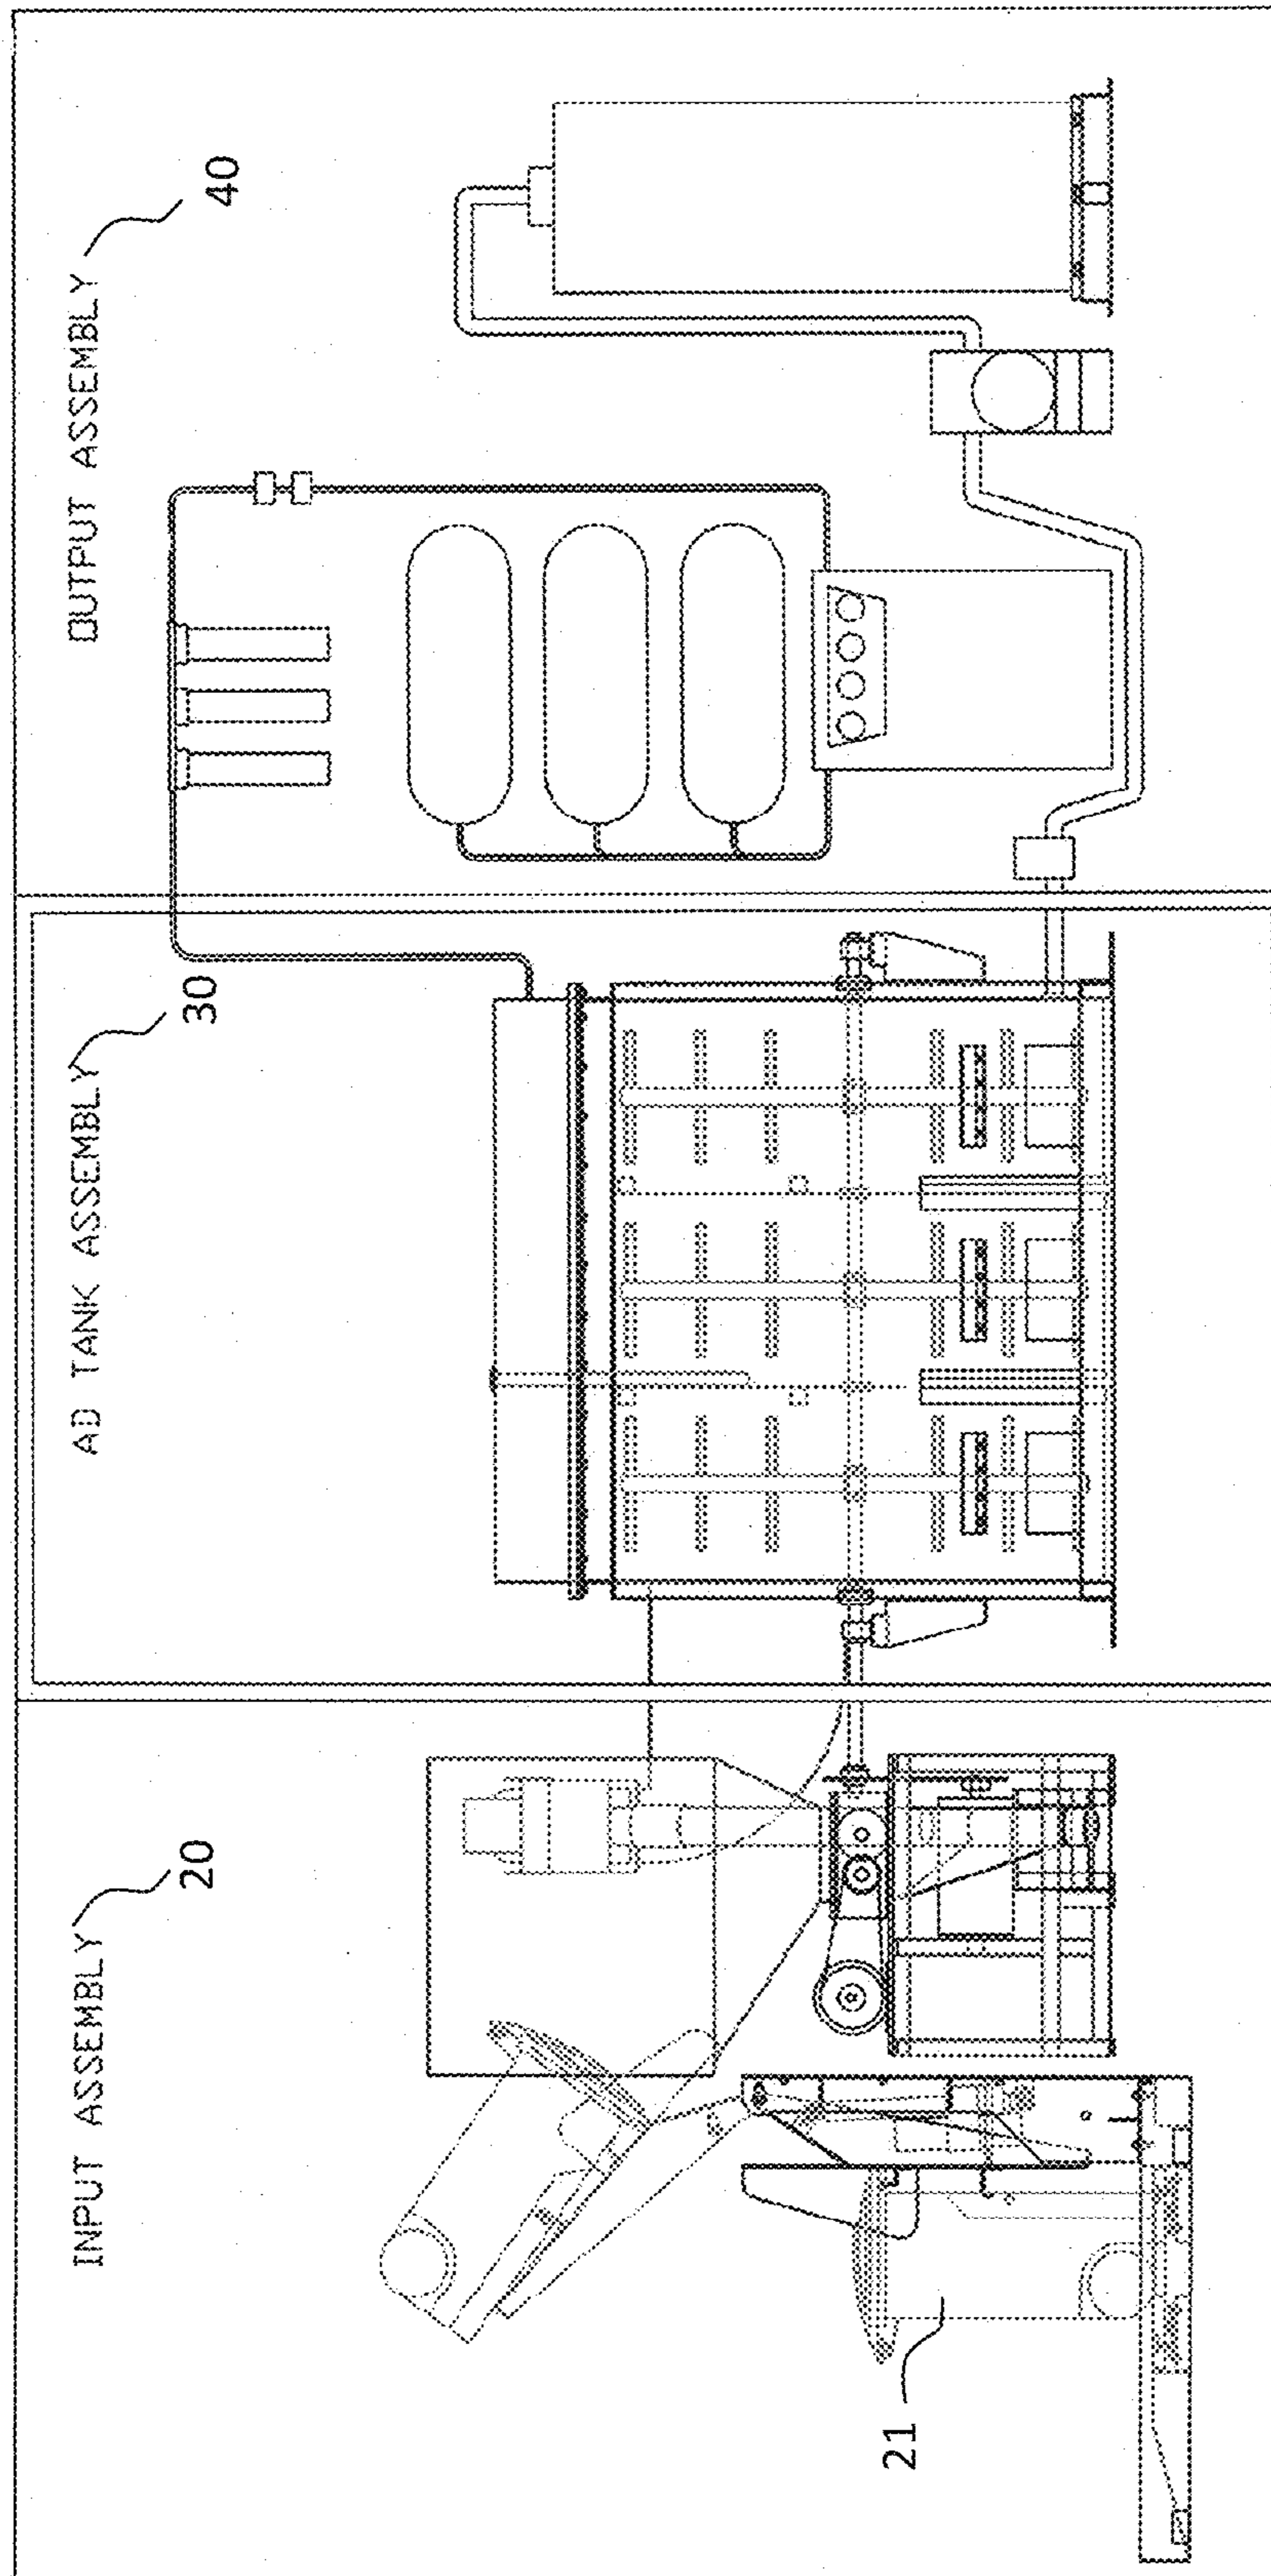 INPUT ASSEMBLY
20
AD TANK ASSEMBLY
30
OUTPUT ASSEMBLY
40
21